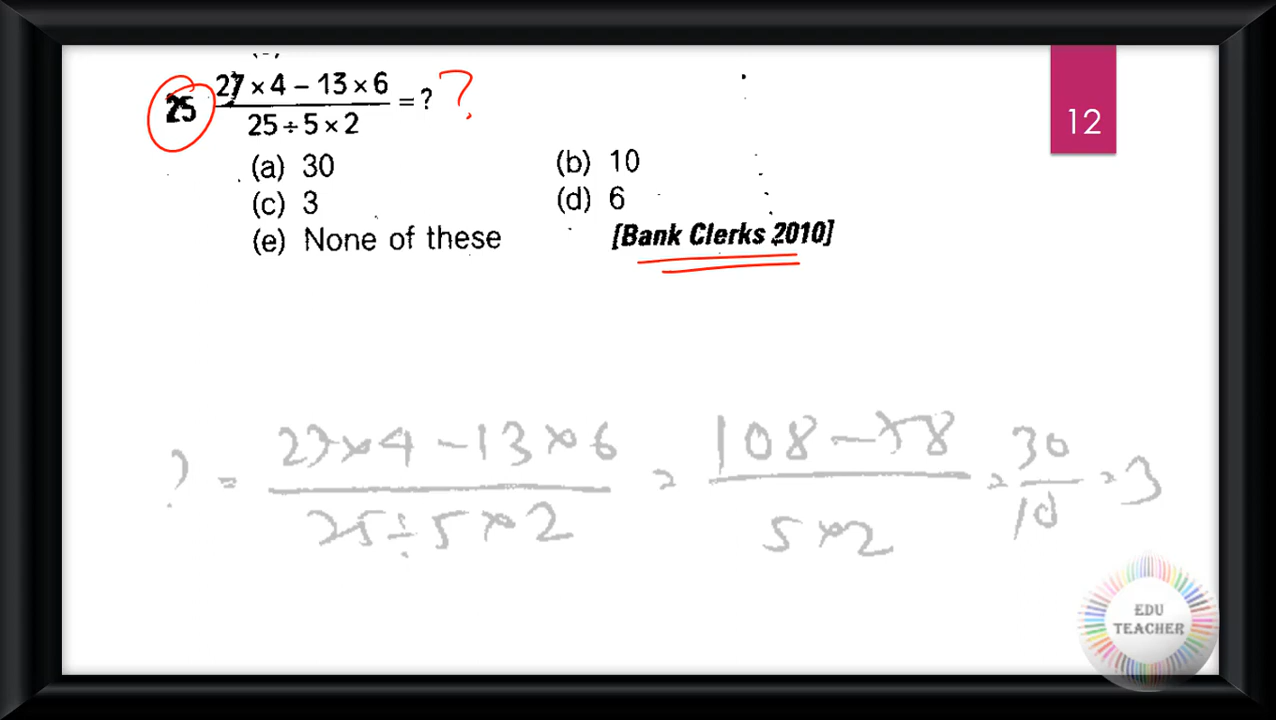 12
25 27 × 4 – 13 × 6 = ? ?
25 ÷ 5 × 2
(a) 30 (b) 10
(c) 3 (d) 6
(e) None of these [Bank Clerks 2010]
? = 27×4 – 13×6 = 108 – 78 = 30 = 3
25÷5×2 5×2 10
EDU
TEACHER